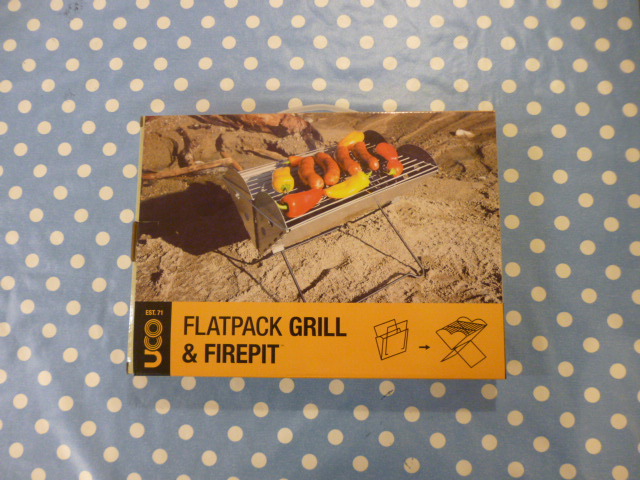 EST. 71
UCO
FLATPACK GRILL
& FIREPIT